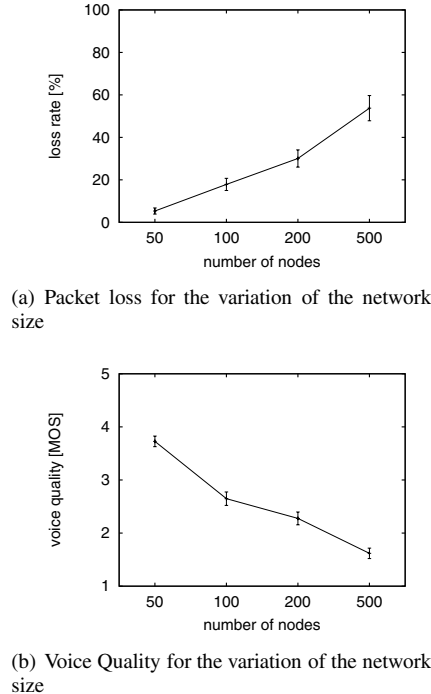 100
80
60
40
20
0
loss rate [%]
50 100 200 500
number of nodes
(a) Packet loss for the variation of the network
size
5
4
3
2
1
voice quality [MOS]
50 100 200 500
number of nodes
(b) Voice Quality for the variation of the network
size